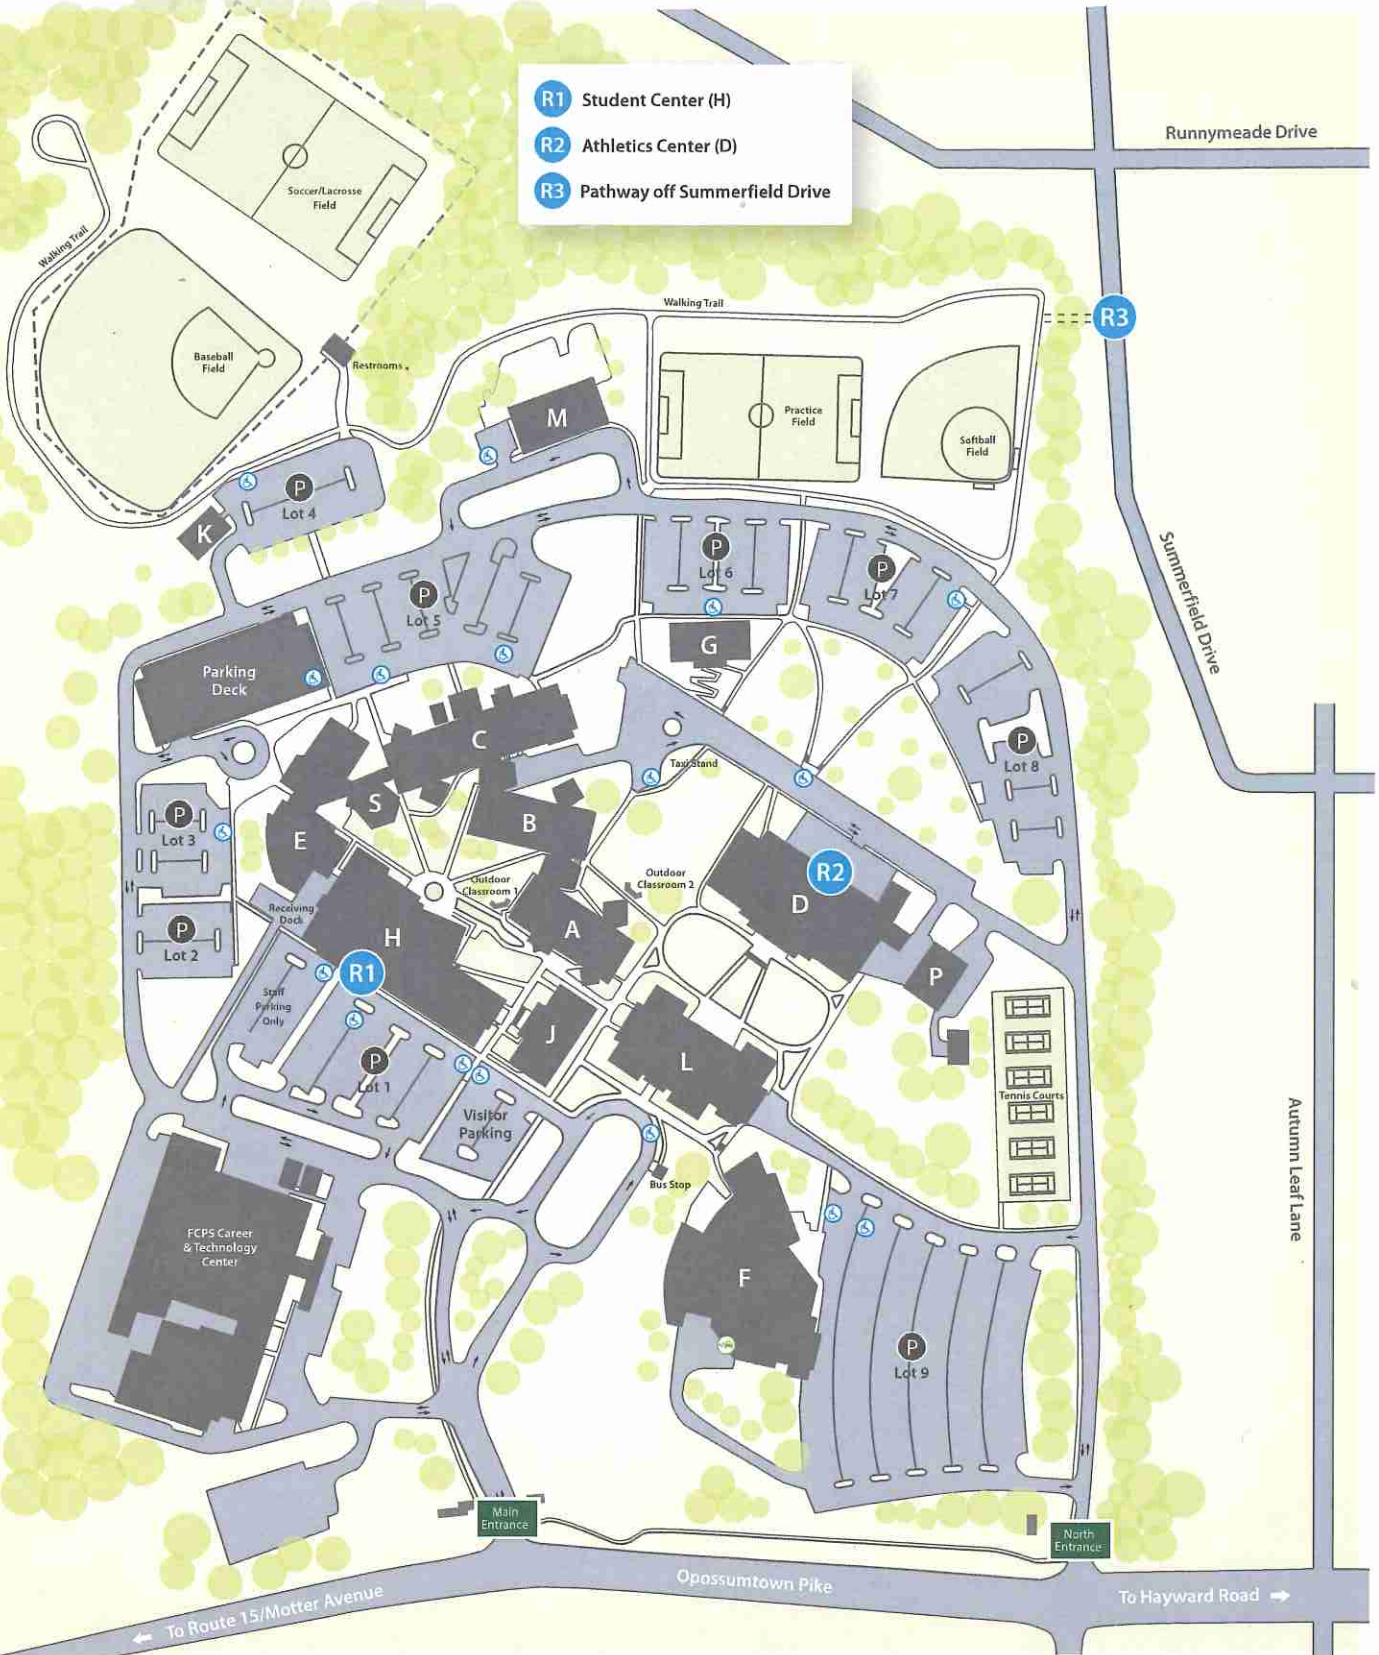 R1 Student Center (H)
R2 Athletics Center (D)
R3 Pathway off Summerfield Drive
Runnymeade Drive
Soccer/Lacrosse
Field
Walking Trail
Walking Trail
R3
Baseball
Field
Restrooms
M
Practice
Field
Softball
Field
P
Lot 4
K
P
Lot 6
P
Lot 7
P
Lot 5
Summerfield Drive
G
Parking
Deck
C
P
Lot 8
Taxi Stand
S
P
Lot 3
B
E
R2
Outdoor
Classroom 1
Outdoor
Classroom 2
D
Receiving
Dock
P
Lot 2
H
A
R1
P
Staff
Parking
Only
J
L
P
Lot 1
Tennis Courts
Visitor
Parking
Autumn Leaf Lane
Bus Stop
FCPS Career
& Technology
Center
F
P
Lot 9
Main
Entrance
North
Entrance
Opossumtown Pike
To Route 15/Motter Avenue
To Hayward Road